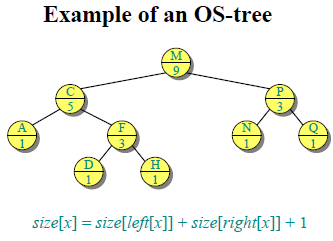 Example of an OS-tree
M
9
C
5
P
3
A
1
F
3
N
1
Q
1
D
1
H
1
size[x] = size[left[x]] + size[right[x]] + 1